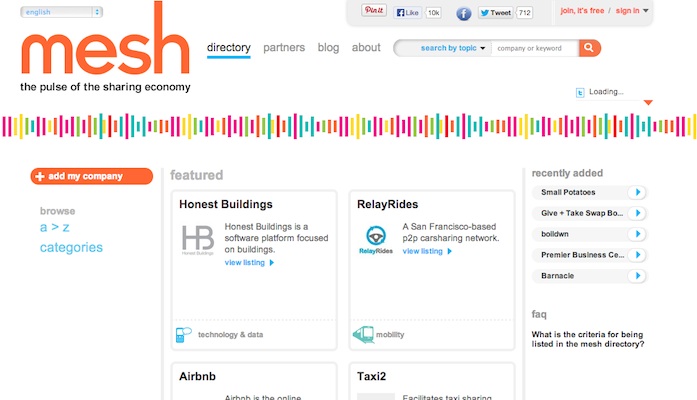 english
Pin it
Like
10k
Tweet
712
join, it's free / sign in
mesh
the pulse of the sharing economy
directory
partners
blog
about
search by topic
company or keyword
Loading...
add my company
browse
a > z
categories
featured
Honest Buildings
HB
Honest Buildings
Honest Buildings is a
software platform focused
on buildings.
view listing
technology & data
RelayRides
RelayRides
A San Francisco-based
p2p carsharing network.
view listing
mobility
Airbnb
Airbnb is the online
Taxi2
Facilitates taxi sharing
recently added
Small Potatoes
Give + Take Swap Bo...
bolldwn
Premier Business Ce...
Barnacle
faq
What is the criteria for being
listed in the mesh directory?